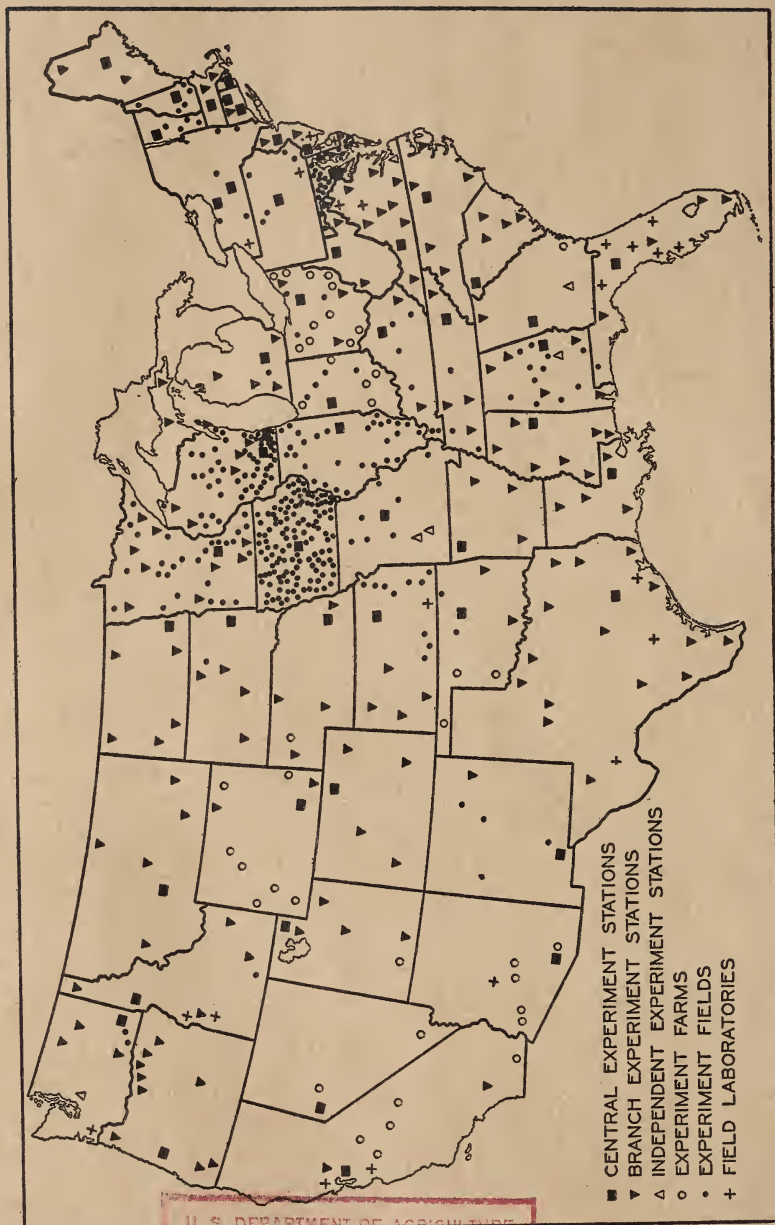 ■ CENTRAL EXPERIMENT STATIONS
▼ BRANCH EXPERIMENT STATIONS
△ INDEPENDENT EXPERIMENT STATIONS
○ EXPERIMENT FARMS
• EXPERIMENT FIELDS
+ FIELD LABORATORIES
U. S. DEPARTMENT OF AGRICULTURE